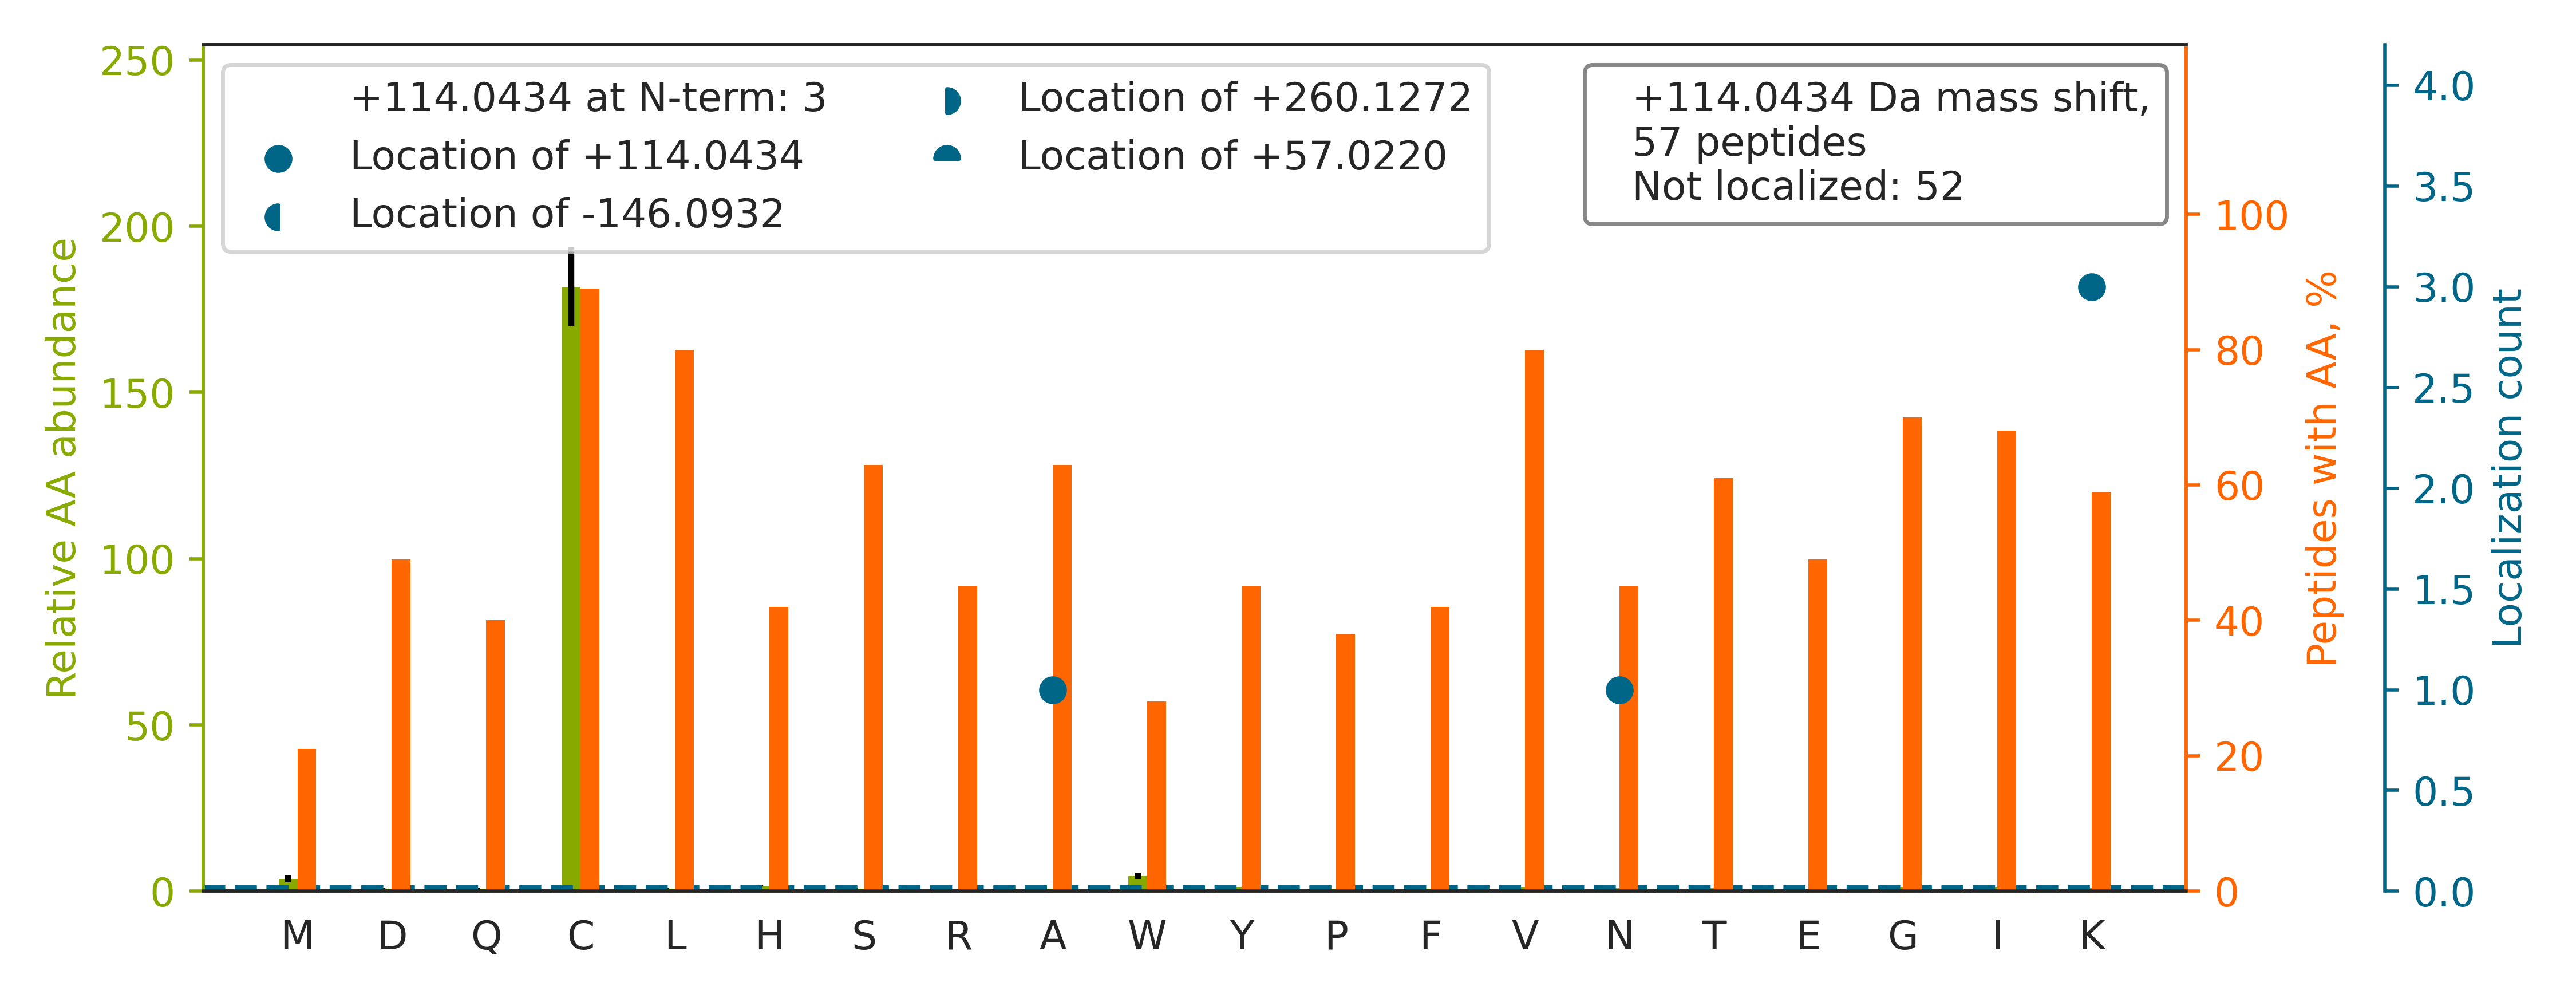 +114.0434 at N-term: 3
Location of +114.0434
Location of -146.0932
Location of +260.1272
Location of +57.0220
+114.0434 Da mass shift,
57 peptides
Not localized: 52
Relative AA abundance
250
200
150
100
50
0
M D Q C L H S R A W Y P F V N T E G I K
100
80
60
40
20
0
Peptides with AA, %
4.0
3.5
3.0
2.5
2.0
1.5
1.0
0.5
0.0
Localization count